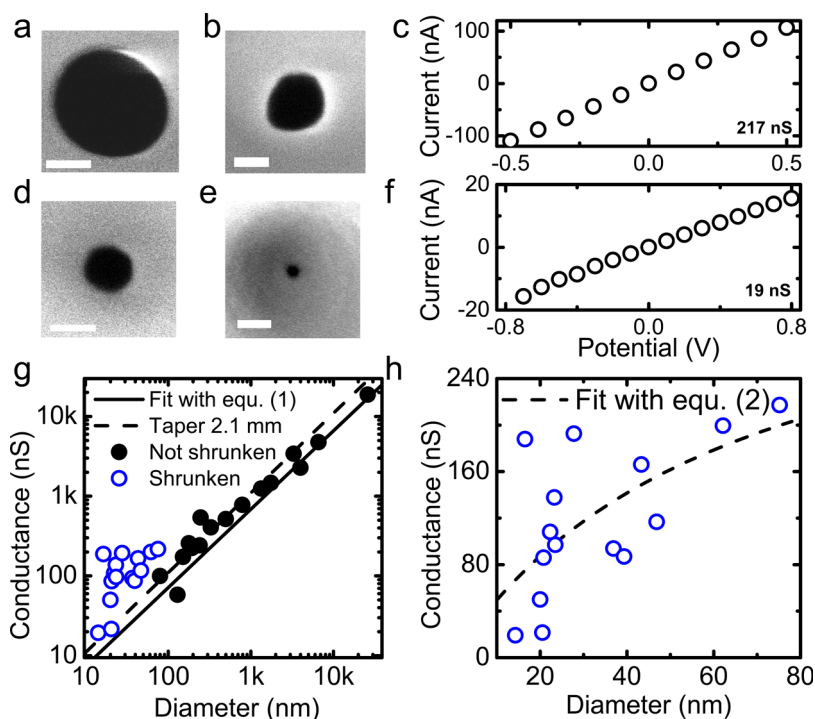 a
b
c
Current (nA)
100
0
-100
-0.5
0.0
0.5
217 nS
d
e
f
Current (nA)
20
0
-20
-0.8
0.0
0.8
19 nS
Potential (V)
g
Conductance (nS)
10k
1k
100
10
10
100
1k
10k
Diameter (nm)
Fit with equ. (1)
Taper 2.1 mm
Not shrunken
Shrunken
h
Conductance (nS)
240
160
80
0
20
40
60
80
Diameter (nm)
Fit with equ. (2)